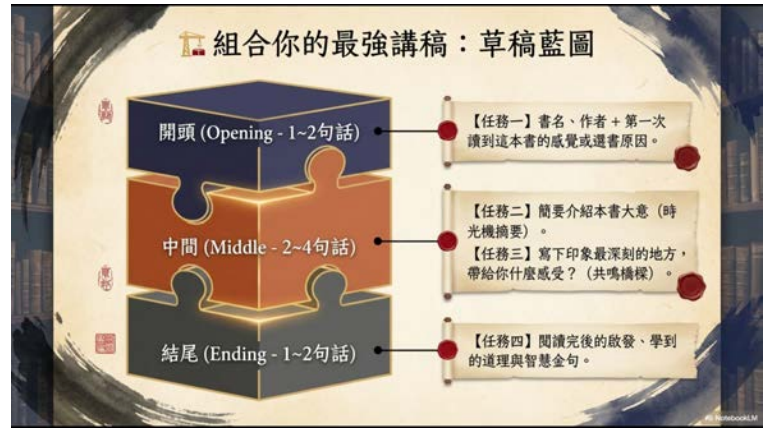 組合你的最強講稿：草稿藍圖
開頭 (Opening - 1~2句話)
【任務一】書名、作者 + 第一次
讀到這本書的感覺或選書原因。
中間 (Middle - 2~4句話)
【任務二】簡要介紹本書大意（時
光機摘要）。
【任務三】寫下印象最深刻的地方，
帶給你什麼感受？（共鳴橋樑）。
結尾 (Ending - 1~2句話)
【任務四】閱讀完後的啟發、學到
的道理與智慧金句。
NotebookLM